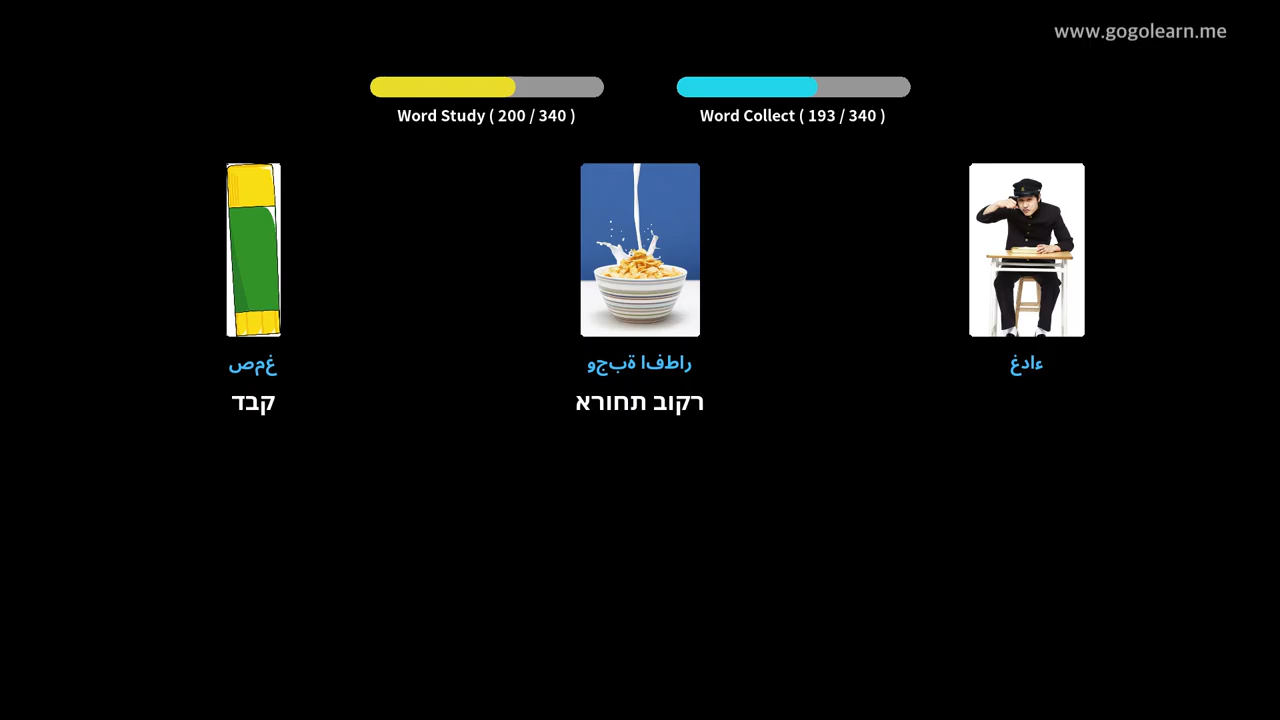 www.gogolearn.me
Word Study ( 200 / 340 )
Word Collect ( 193 / 340 )
صمغ
وجبة افطار
غداء
דבק
ארוחת בוקר